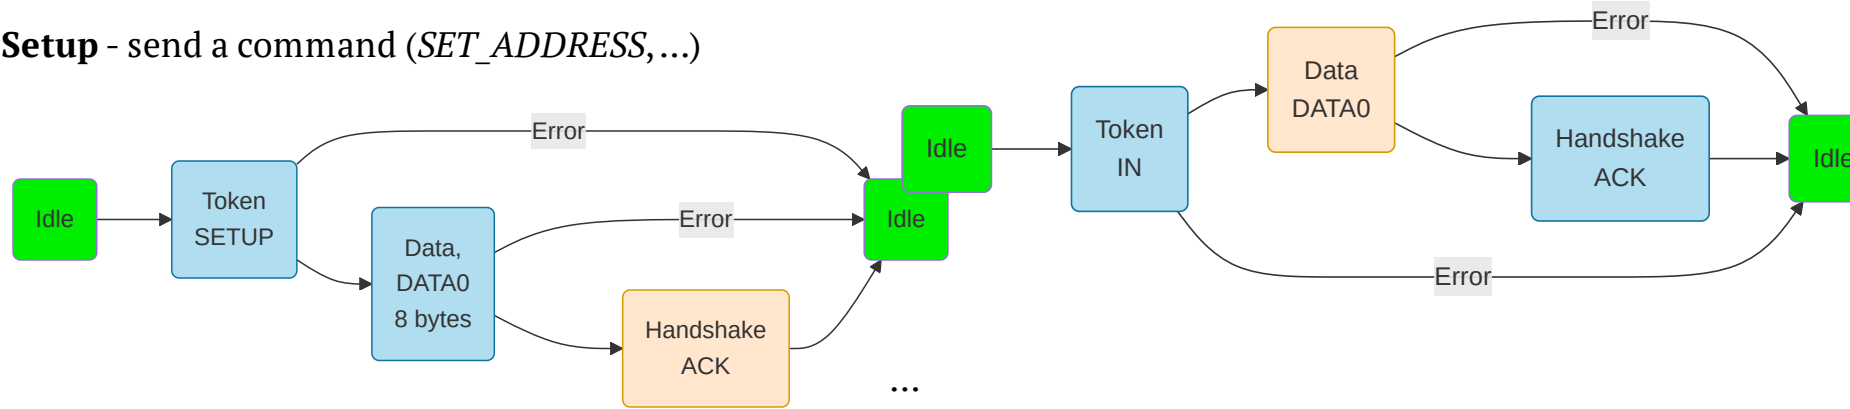 Setup - send a command (SET_ADDRESS, ...)
Idle
Token
SETUP
Error
Data,
DATA0
8 bytes
Error
Handshake
ACK
Idle
...
Idle
Token
IN
Data
DATA0
Error
Handshake
ACK
Error
Idle